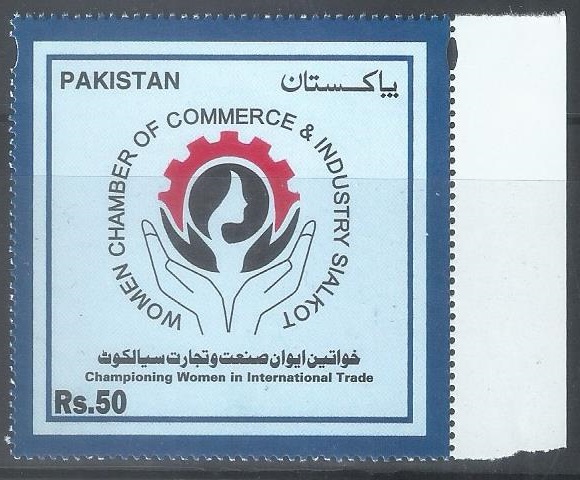 PAKISTAN
پاکستان
WOMEN CHAMBER OF COMMERCE & INDUSTRY SIALKOT
خواتین ایوان صنعت و تجارت سیالکوٹ
Championing Women in International Trade
Rs.50